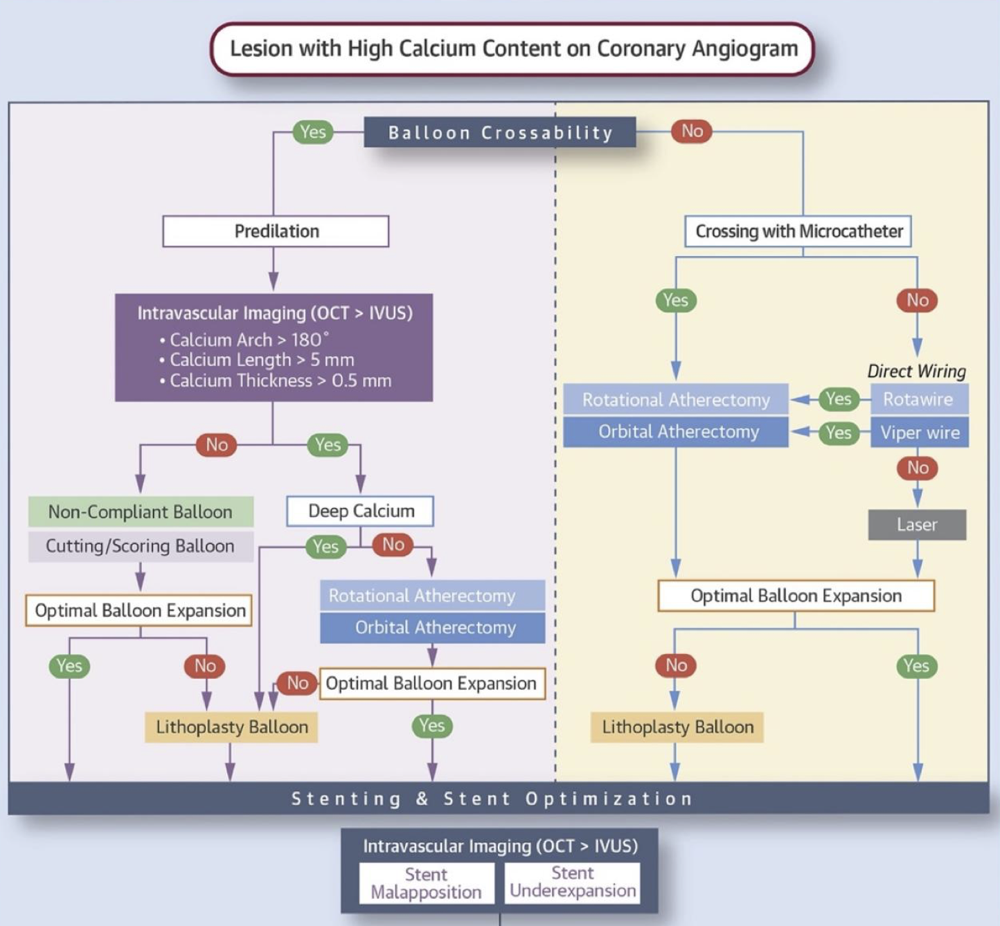 Lesion with High Calcium Content on Coronary Angiogram
Yes
Balloon Crossability
No
Predilation
Intravascular Imaging (OCT > IVUS)
• Calcium Arch > 180°
• Calcium Length > 5 mm
• Calcium Thickness > 0.5 mm
No
Yes
Non-Compliant Balloon
Cutting/Scoring Balloon
Optimal Balloon Expansion
Yes
No
Deep Calcium
Yes
No
Rotational Atherectomy
Orbital Atherectomy
No
Optimal Balloon Expansion
Lithoplasty Balloon
Yes
Crossing with Microcatheter
Yes
No
Direct Wiring
Rotational Atherectomy
Yes
Rotawire
Orbital Atherectomy
Yes
Viper wire
No
Laser
Optimal Balloon Expansion
No
Yes
Lithoplasty Balloon
Stenting & Stent Optimization
Intravascular Imaging (OCT > IVUS)
Stent
Malapposition
Stent
Underexpansion